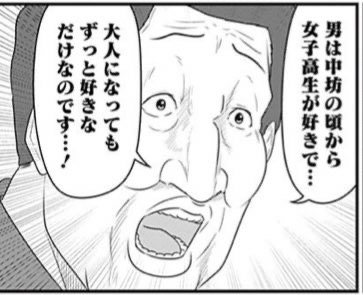 男は中坊の頃から
女子高生が好きで…
大人になっても
ずっと好きな
だけなのです…!